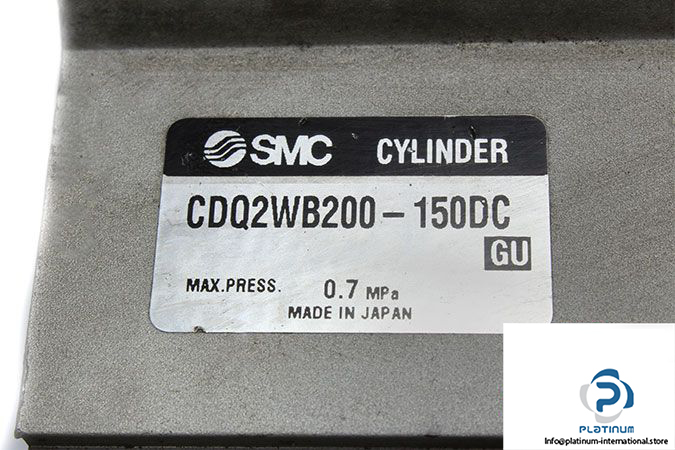 SMC CYLINDER
CDQ2WB200-150DC
GU
MAX.PRESS. 0.7 MPa
MADE IN JAPAN
PLATINUM
info@platinum-international.store